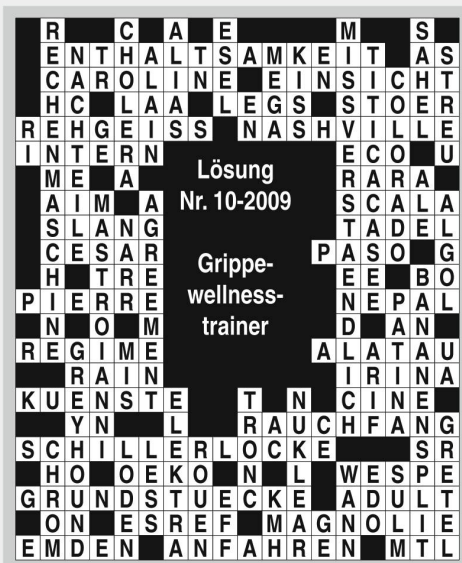 R C A E M S
ENTHALTSAMKEIT AS
CAROLINE EINSICHT
HC LAA LEGS STOER
REHGEISS NASHVILLE
INTERN ECO U
ME A RARA
AIM A SCALA
SLANG TADEL
CESAR PASO G
H TRE EE BO
PIERRE NEPAL
N O M D AN
REGIME ALATAU
RAIN IRINA
KUENSTE T N CINE
YN L RAUCHFANG
SCHILLERLOCKE SR
HO OEKO N L WESPE
GRUNDSTUECKE ADULT
ON ESREF MAGNOLIE
EMDEN ANFAHREN MTL
Lösung
Nr. 10-2009
Grippe-
wellness-
trainer